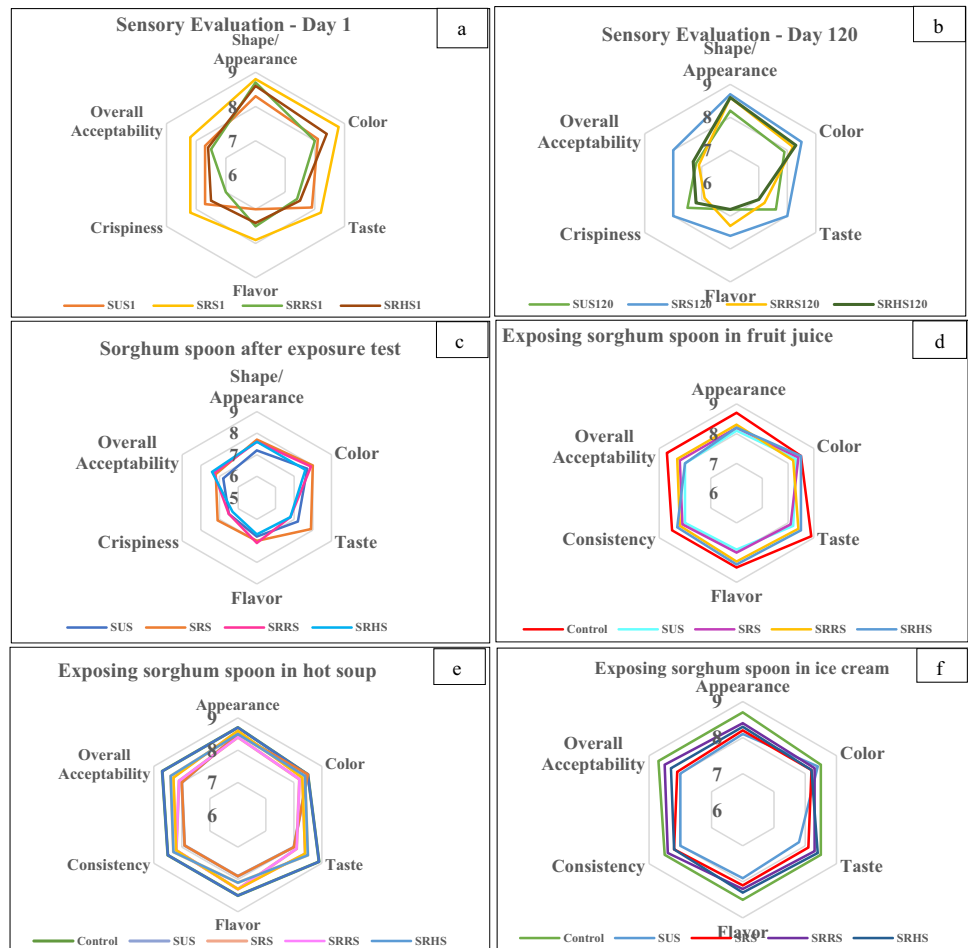 Sensory Evaluation - Day 1
a
Shape/
Appearance
9
8
7
6
Color
Taste
Flavor
Crispiness
Overall
Acceptability
SUS1 SRS1 SRRS1 SRHS1
Sensory Evaluation - Day 120
b
Shape/
Appearance
9
8
7
6
Color
Taste
Flavor
Crispiness
Overall
Acceptability
SUS120 SRS120 SRRS120 SRHS120
Sorghum spoon after exposure test
c
Shape/
Appearance
9
8
7
6
5
Color
Taste
Flavor
Crispiness
Overall
Acceptability
SUS SRS SRRS SRHS
Exposing sorghum spoon in fruit juice
d
Appearance
9
8
7
6
Color
Taste
Flavor
Consistency
Overall
Acceptability
Control SUS SRS SRRS SRHS
Exposing sorghum spoon in hot soup
e
Appearance
9
8
7
6
Color
Taste
Flavor
Consistency
Overall
Acceptability
Control SUS SRS SRRS SRHS
Exposing sorghum spoon in ice cream
f
Appearance
9
8
7
6
Color
Taste
Flavor
Consistency
Overall
Acceptability
Control SUS SRS SRRS SRHS